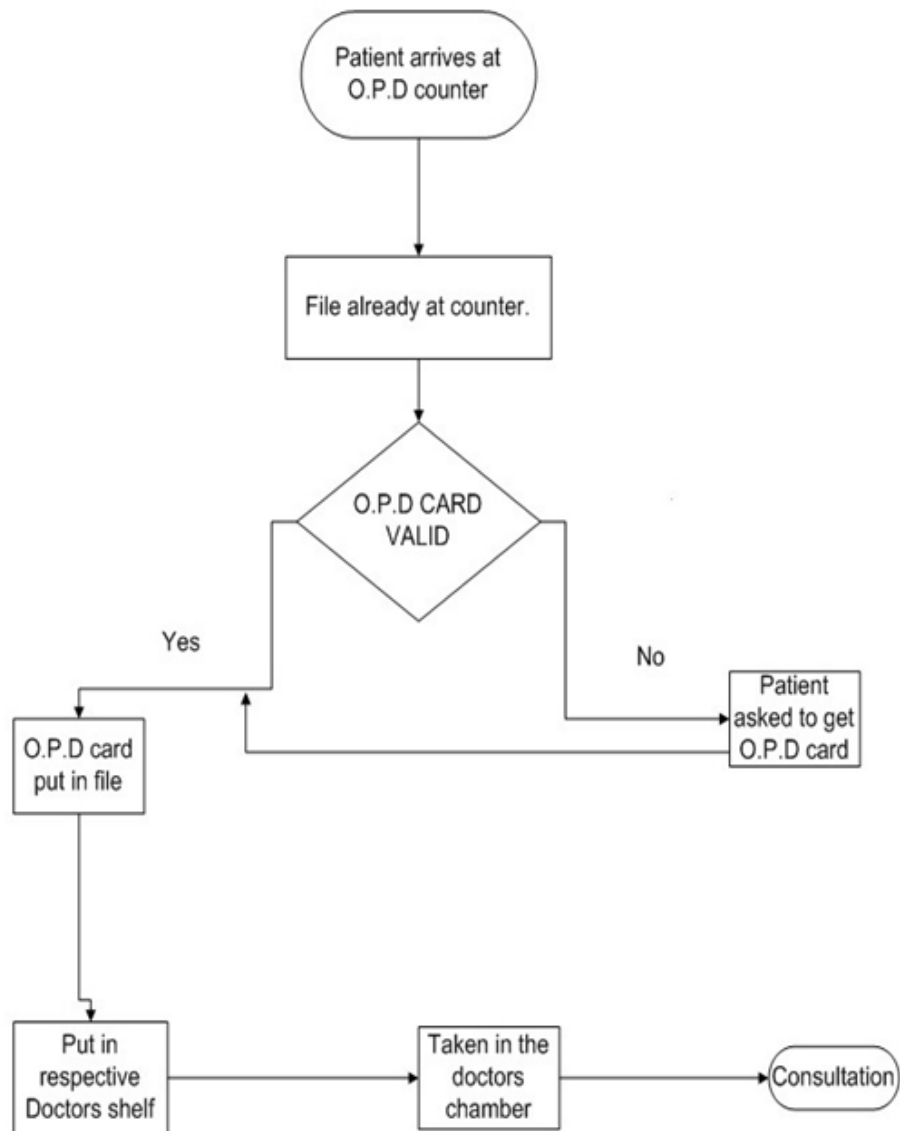 Patient arrives at
O.P.D counter
File already at counter.
O.P.D CARD
VALID
Yes
No
Patient
asked to get
O.P.D card
O.P.D card
put in file
Put in
respective
Doctors shelf
Taken in the
doctors
chamber
Consultation